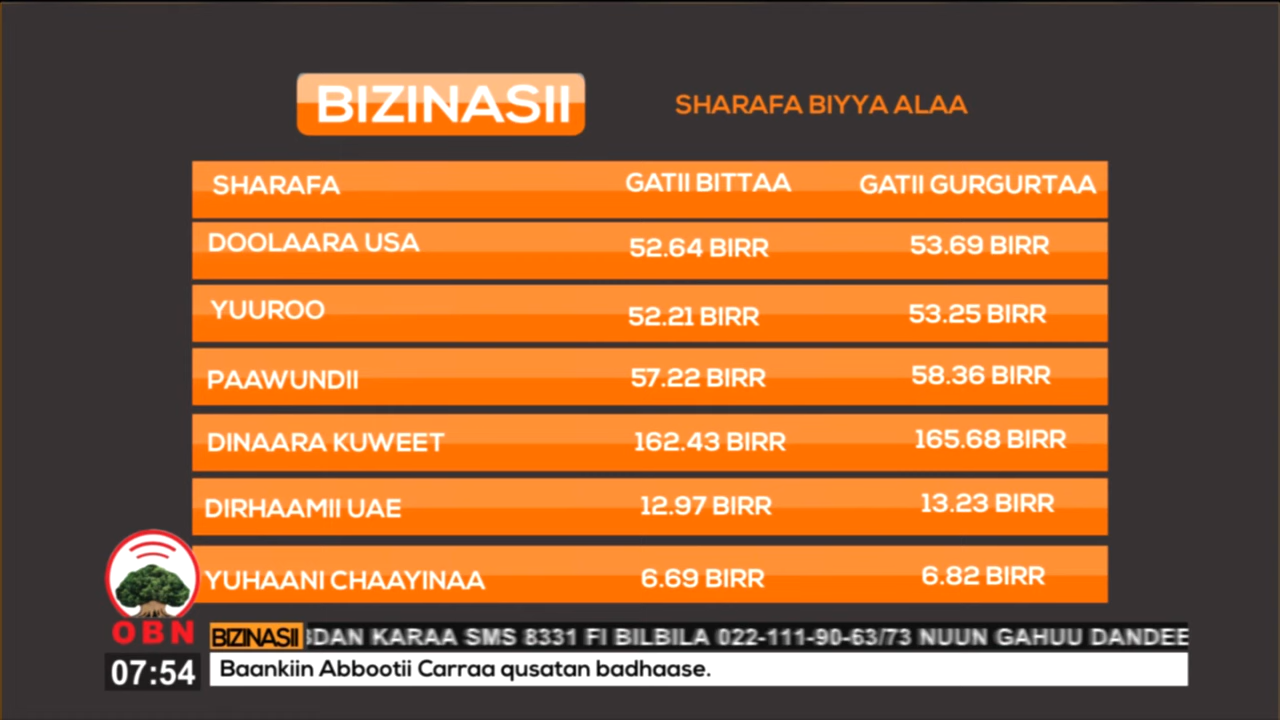 BIZINASII
SHARAFA BIYYA ALAA
SHARAFA GATII BITTAA GATII GURGURTAA
DOOLAARA USA 52.64 BIRR 53.69 BIRR
YUUROO 52.21 BIRR 53.25 BIRR
PAAWUNDII 57.22 BIRR 58.36 BIRR
DINAARA KUWEET 162.43 BIRR 165.68 BIRR
DIRHAAMII UAE 12.97 BIRR 13.23 BIRR
YUHAANI CHAAYINAA 6.69 BIRR 6.82 BIRR
OBN
BIZINASII BDAN KARAA SMS 8331 FI BILBILA 022-111-90-63/73 NUUN GAHUU DANDEE
07:54 Baankiin Abbootii Carraa qusatan badhaase.